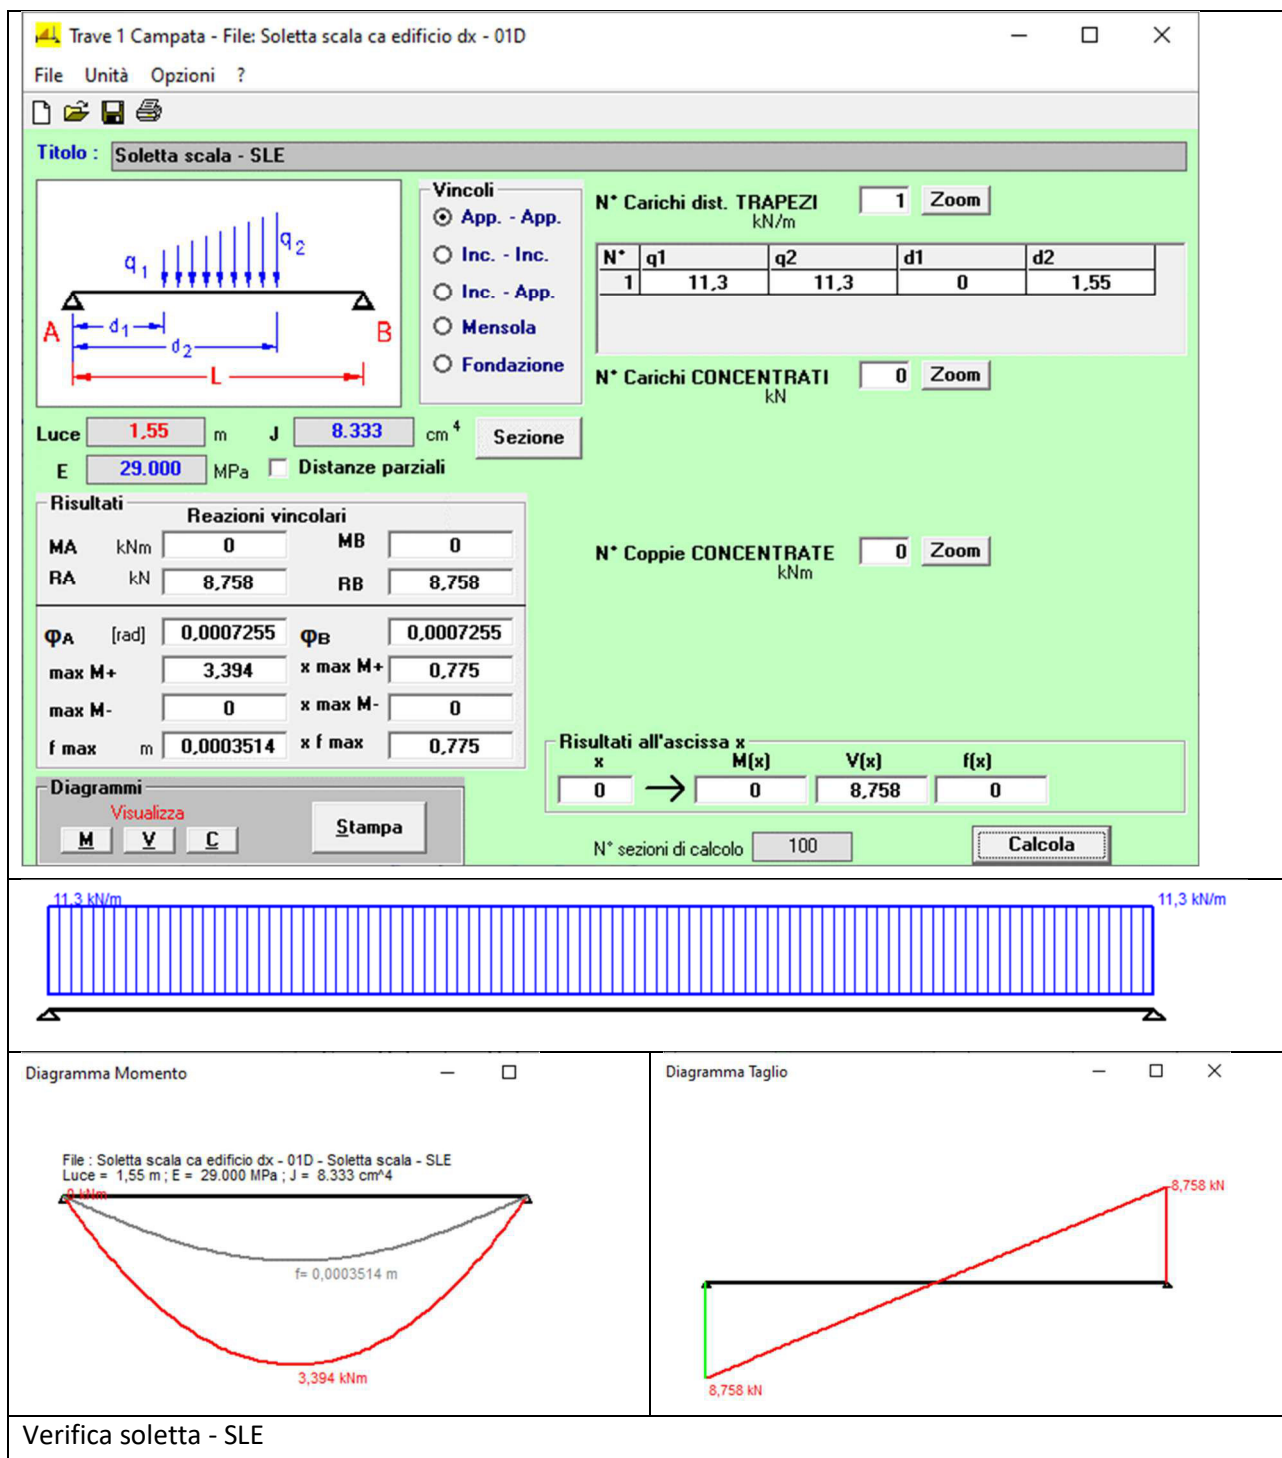 Trave 1 Campata - File: Soletta scala ca edificio dx - 01D
File Unità Opzioni ?
Titolo : Soletta scala - SLE
q1 q2
A d1 B
d2
L
Vincoli
App. - App.
Inc. - Inc.
Inc. - App.
Mensola
Fondazione
N° Carichi dist. TRAPEZI 1 Zoom
kN/m
N° q1 q2 d1 d2
1 11,3 11,3 0 1,55
N° Carichi CONCENTRATI 0 Zoom
kN
Luce 1,55 m J 8.333 cm 4 Sezione
E 29.000 MPa Distanze parziali
Risultati
Reazioni vincolari
MA kNm 0 MB 0
RA kN 8,758 RB 8,758
φA [rad] 0,0007255 φB 0,0007255
max M+ 3,394 x max M+ 0,775
max M- 0 x max M- 0
f max m 0,0003514 x f max 0,775
N° Coppie CONCENTRATE 0 Zoom
kNm
Risultati all'ascissa x
x M(x) V(x) f(x)
0 0 8,758 0
Diagrammi
Visualizza
M V C Stampa
N° sezioni di calcolo 100 Calcola
11,3 kN/m 11,3 kN/m
Diagramma Momento
File : Soletta scala ca edificio dx - 01D - Soletta scala - SLE
Luce = 1,55 m ; E = 29.000 MPa ; J = 8.333 cm^4
0 kNm
f= 0,0003514 m
3,394 kNm
Diagramma Taglio
-8,758 kN
8,758 kN
Verifica soletta - SLE